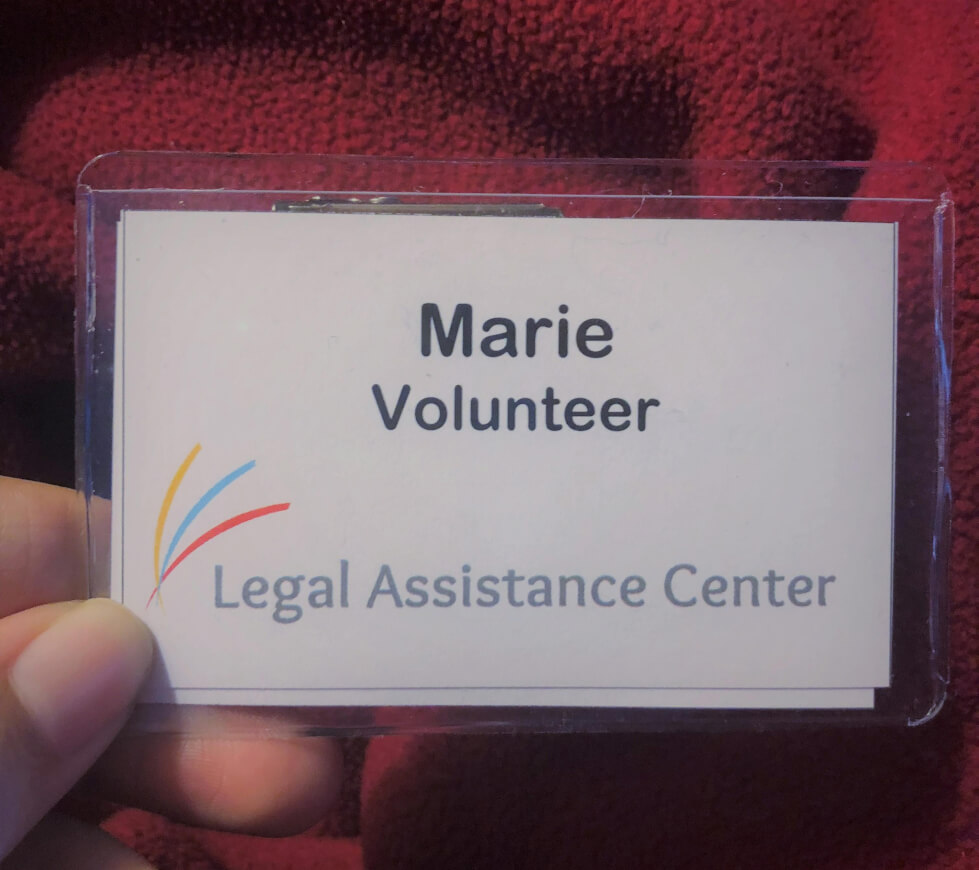 Marie
Volunteer
Legal Assistance Center